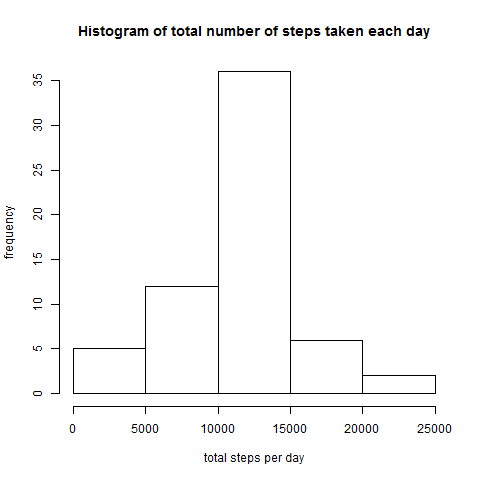 Histogram of total number of steps taken each day
frequency
35
30
25
20
15
10
5
0
0 5000 10000 15000 20000 25000
total steps per day